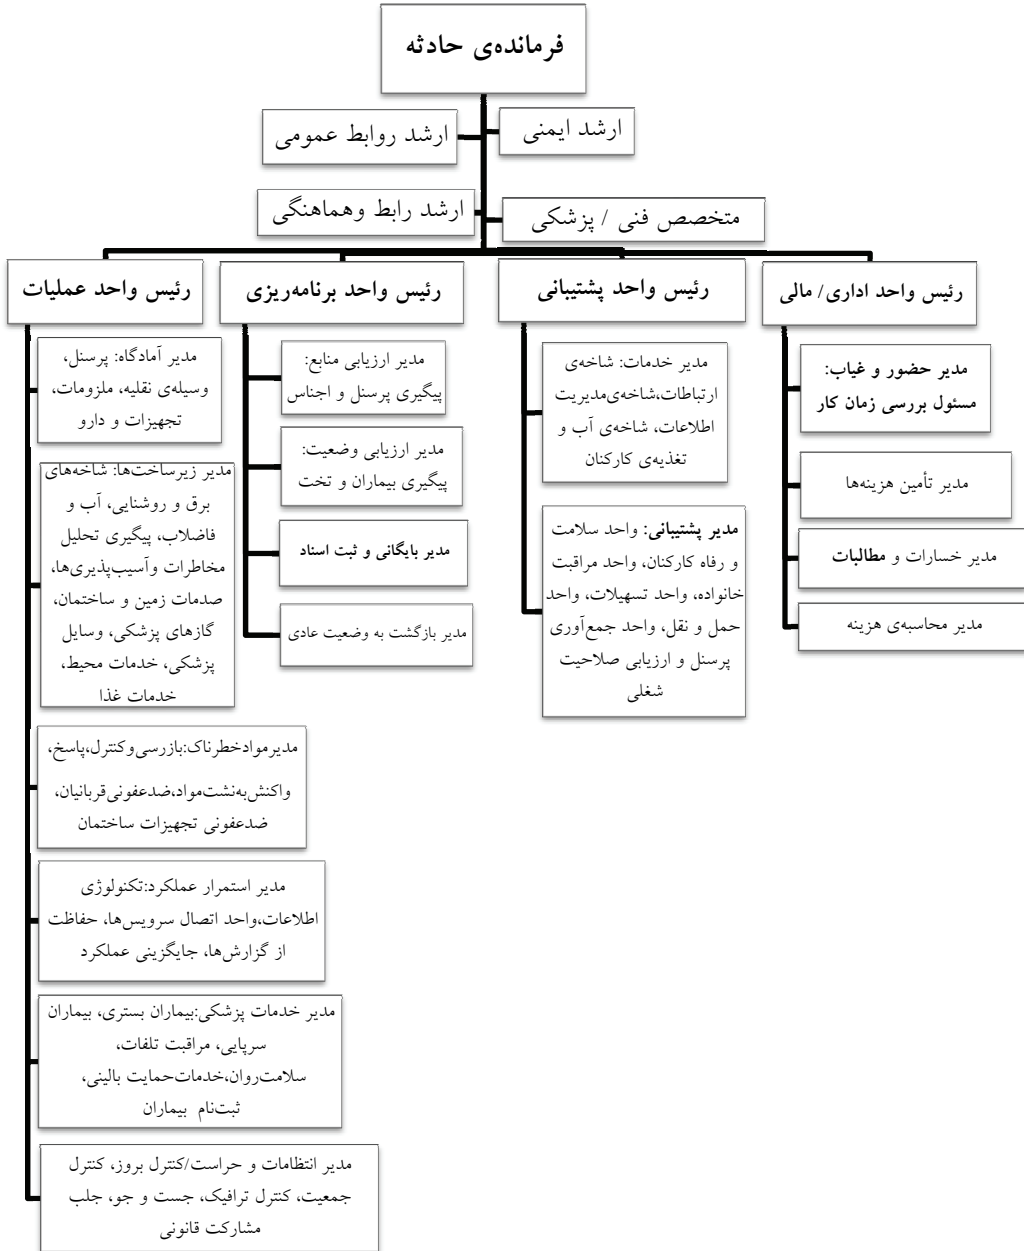 فرمانده‌ی حادثه
ارشد ایمنی
ارشد روابط عمومی
متخصص فنی / پزشکی
ارشد رابط وهماهنگی
رئیس واحد اداری/ مالی
مدیر حضور و غیاب:
مسئول بررسی زمان کار
مدیر تأمین هزینه‌ها
مدیر خسارات و مطالبات
مدیر محاسبه‌ی هزینه
رئیس واحد پشتیبانی
مدیر خدمات: شاخه‌ی
ارتباطات،شاخه‌ی‌مدیریت
اطلاعات، شاخه‌ی آب و
تغذیه‌ی کارکنان
مدیر پشتیبانی: واحد سلامت
و رفاه کارکنان، واحد مراقبت
خانواده، واحد تسهیلات، واحد
حمل و نقل، واحد جمع‌آوری
پرسنل و ارزیابی صلاحیت
شغلی
رئیس واحد برنامه‌ریزی
مدیر ارزیابی منابع:
پیگیری پرسنل و اجناس
مدیر ارزیابی وضعیت:
پیگیری بیماران و تخت
مدیر بایگانی و ثبت اسناد
مدیر بازگشت به وضعیت عادی
رئیس واحد عملیات
مدیر آمادگاه: پرسنل،
وسیله‌ی نقلیه، ملزومات،
تجهیزات و دارو
مدیر زیرساخت‌ها: شاخه‌های
برق و روشنایی، آب و
فاضلاب، پیگیری تحلیل
مخاطرات وآسیب‌پذیری‌ها،
صدمات زمین و ساختمان،
گازهای پزشکی، وسایل
پزشکی، خدمات محیط،
خدمات غذا
مدیرموادخطرناک:بازرسی‌وکنترل،پاسخ،
واکنش‌به‌نشت‌مواد،ضدعفونی‌قربانیان،
ضدعفونی تجهیزات ساختمان
مدیر استمرار عملکرد:تکنولوژی
اطلاعات،واحد اتصال سرویس‌ها، حفاظت
از گزارش‌ها، جایگزینی عملکرد
مدیر خدمات پزشکی:بیماران بستری، بیماران
سرپایی، مراقبت تلفات،
سلامت‌روان،خدمات‌حمایت بالینی،
ثبت‌نام بیماران
مدیر انتظامات و حراست/کنترل بروز، کنترل
جمعیت، کنترل ترافیک، جست و جو، جلب
مشارکت قانونی